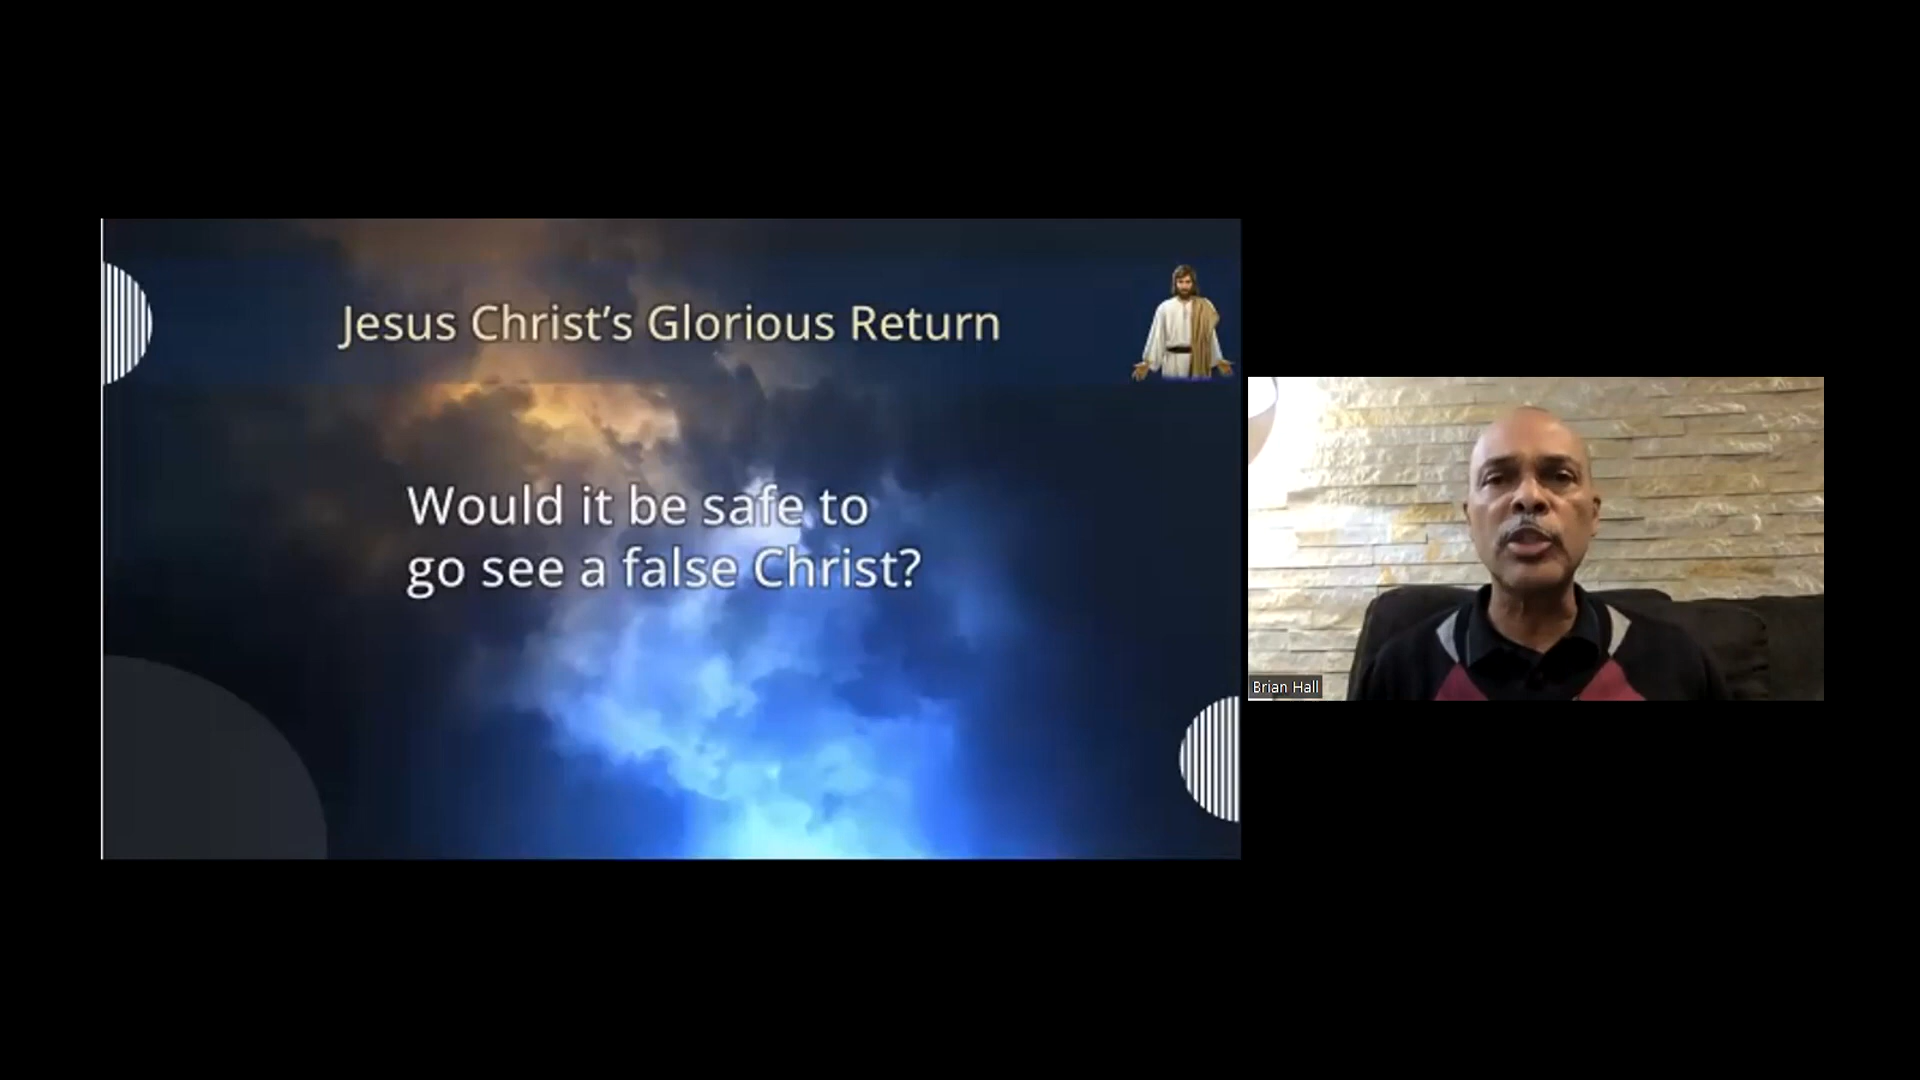 Jesus Christ’s Glorious Return
Would it be safe to
go see a false Christ?
Brian Hall